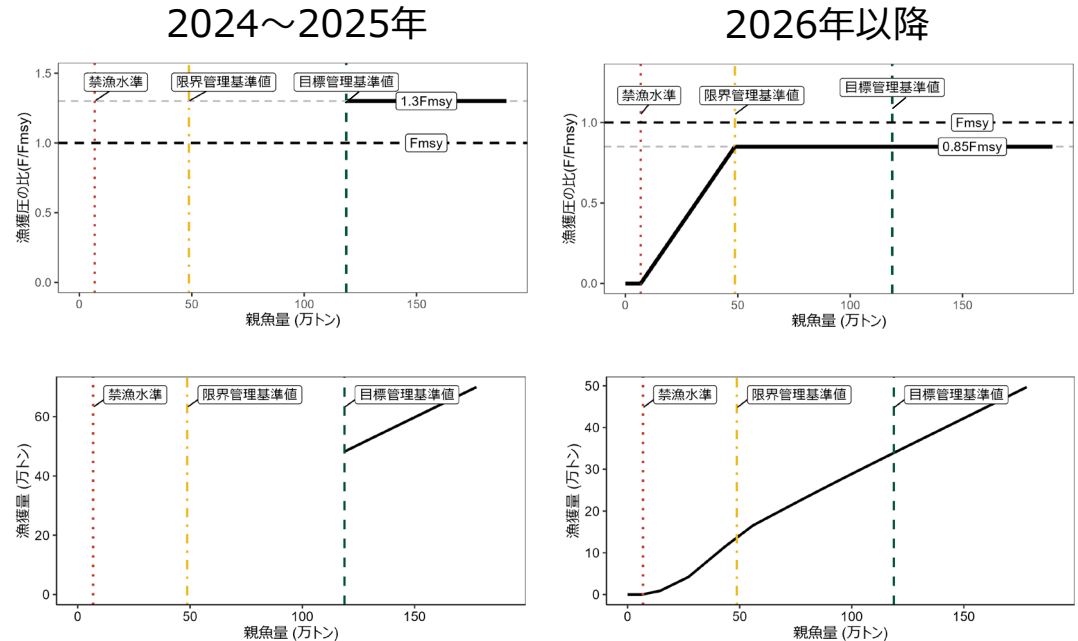 2024～2025年
2026年以降
1.5
禁漁水準
限界管理基準値
目標管理基準値
1.3Fmsy
1.0
Fmsy
0.5
0.0
漁獲圧の比(F/Fmsy)
0
50
100
150
親魚量 (万トン)
禁漁水準
限界管理基準値
目標管理基準値
1.0
Fmsy
0.85Fmsy
0.5
0.0
漁獲圧の比(F/Fmsy)
0
50
100
150
親魚量 (万トン)
禁漁水準
限界管理基準値
目標管理基準値
60
40
20
0
漁獲量 (万トン)
0
50
100
150
親魚量 (万トン)
50
禁漁水準
限界管理基準値
目標管理基準値
40
30
20
10
0
漁獲量 (万トン)
0
50
100
150
親魚量 (万トン)